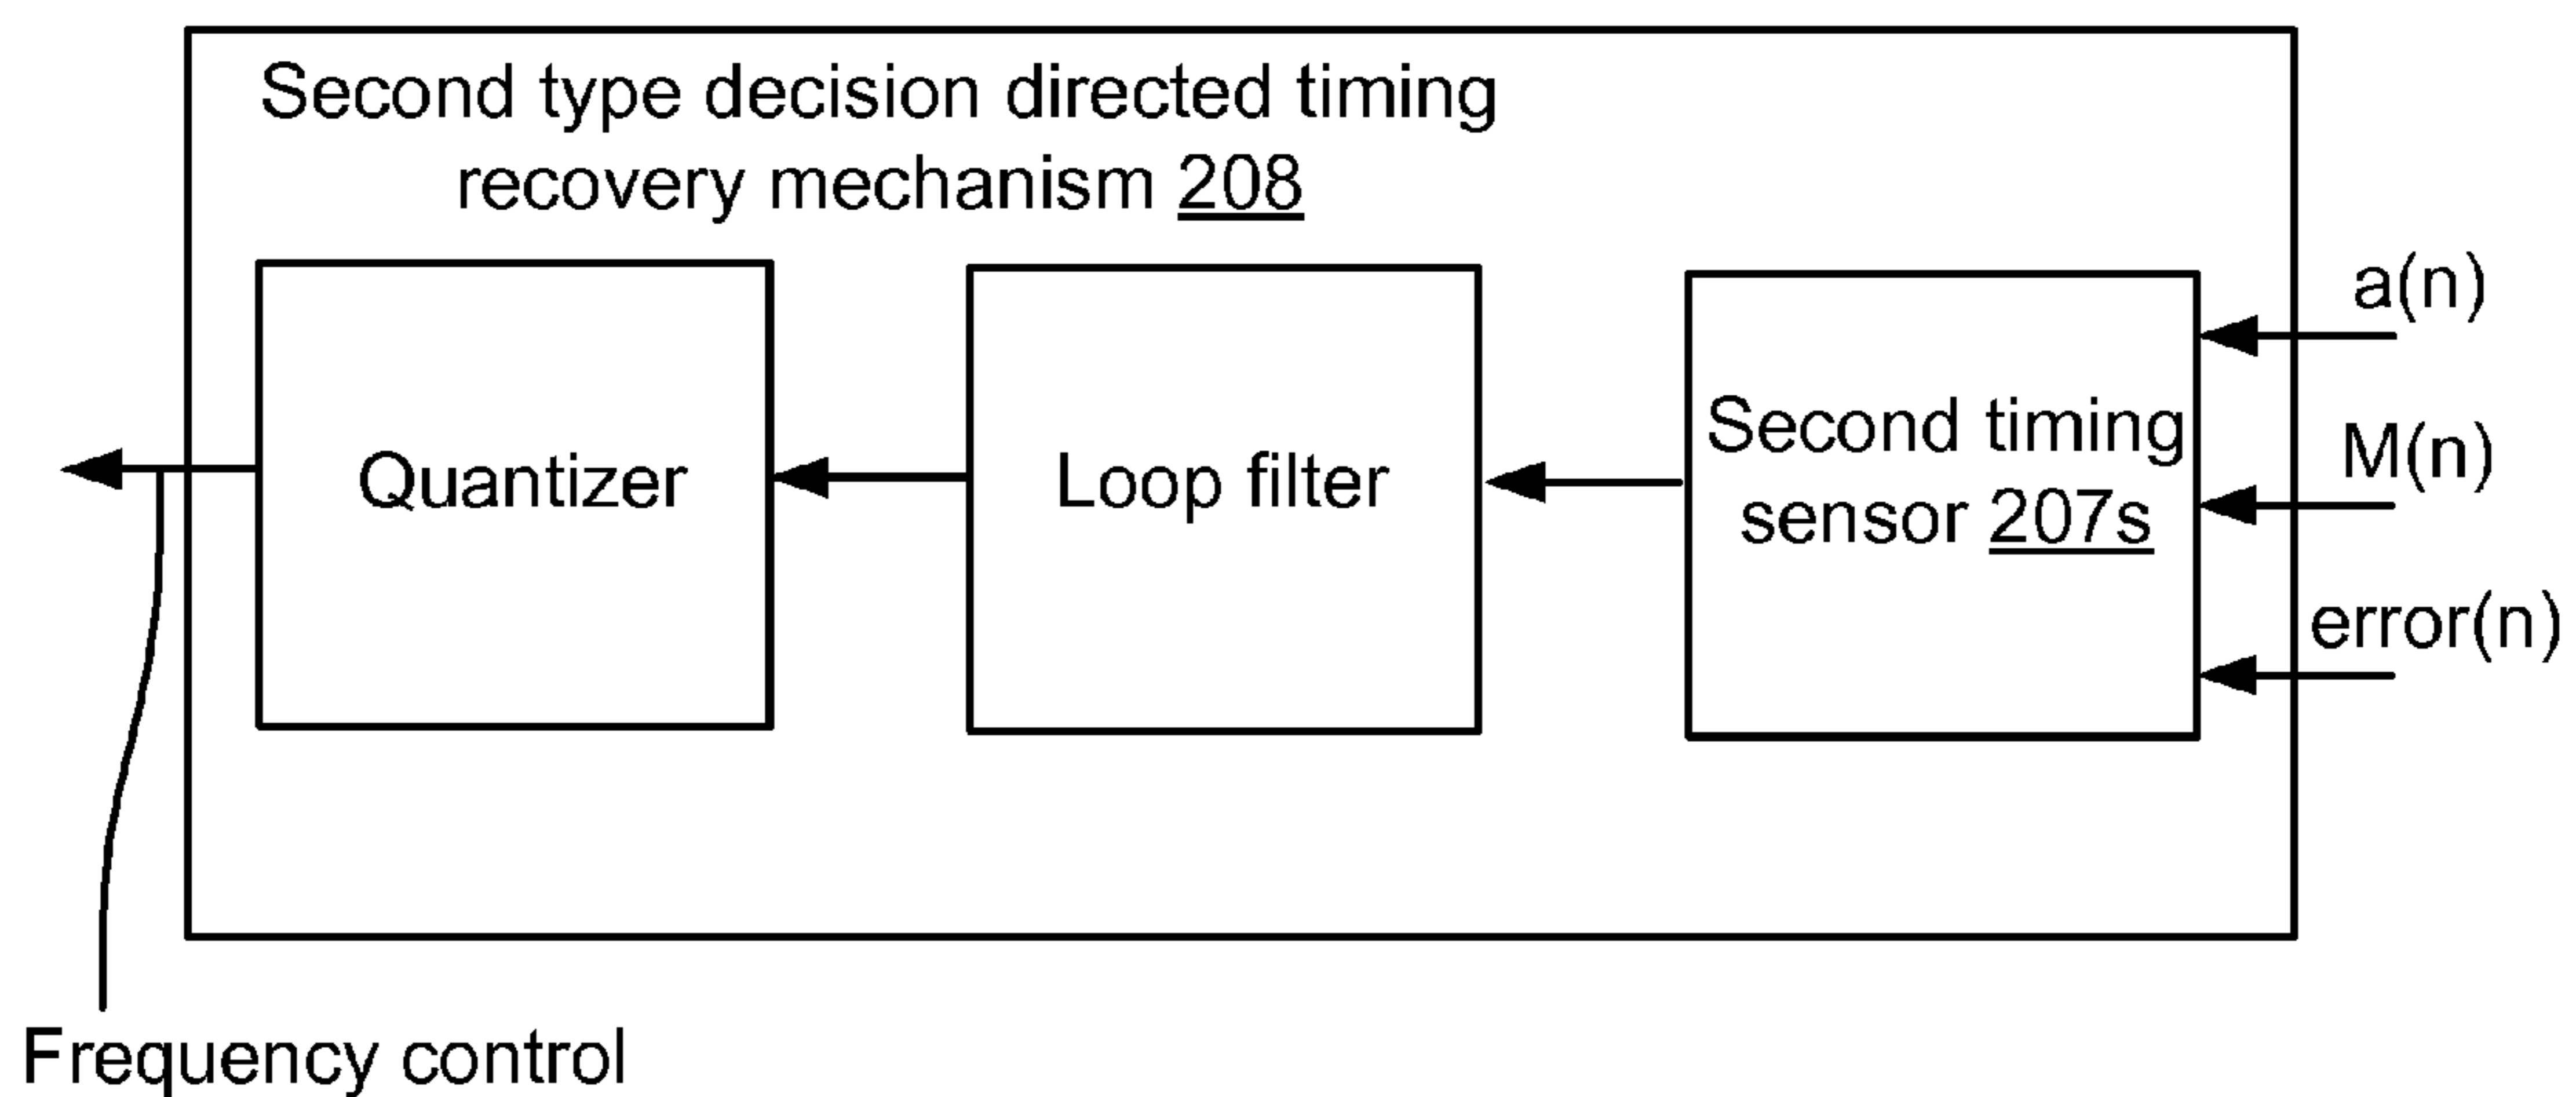 Second type decision directed timing
recovery mechanism 208
Quantizer
Loop filter
Second timing
sensor 207s
a(n)
M(n)
error(n)
Frequency control